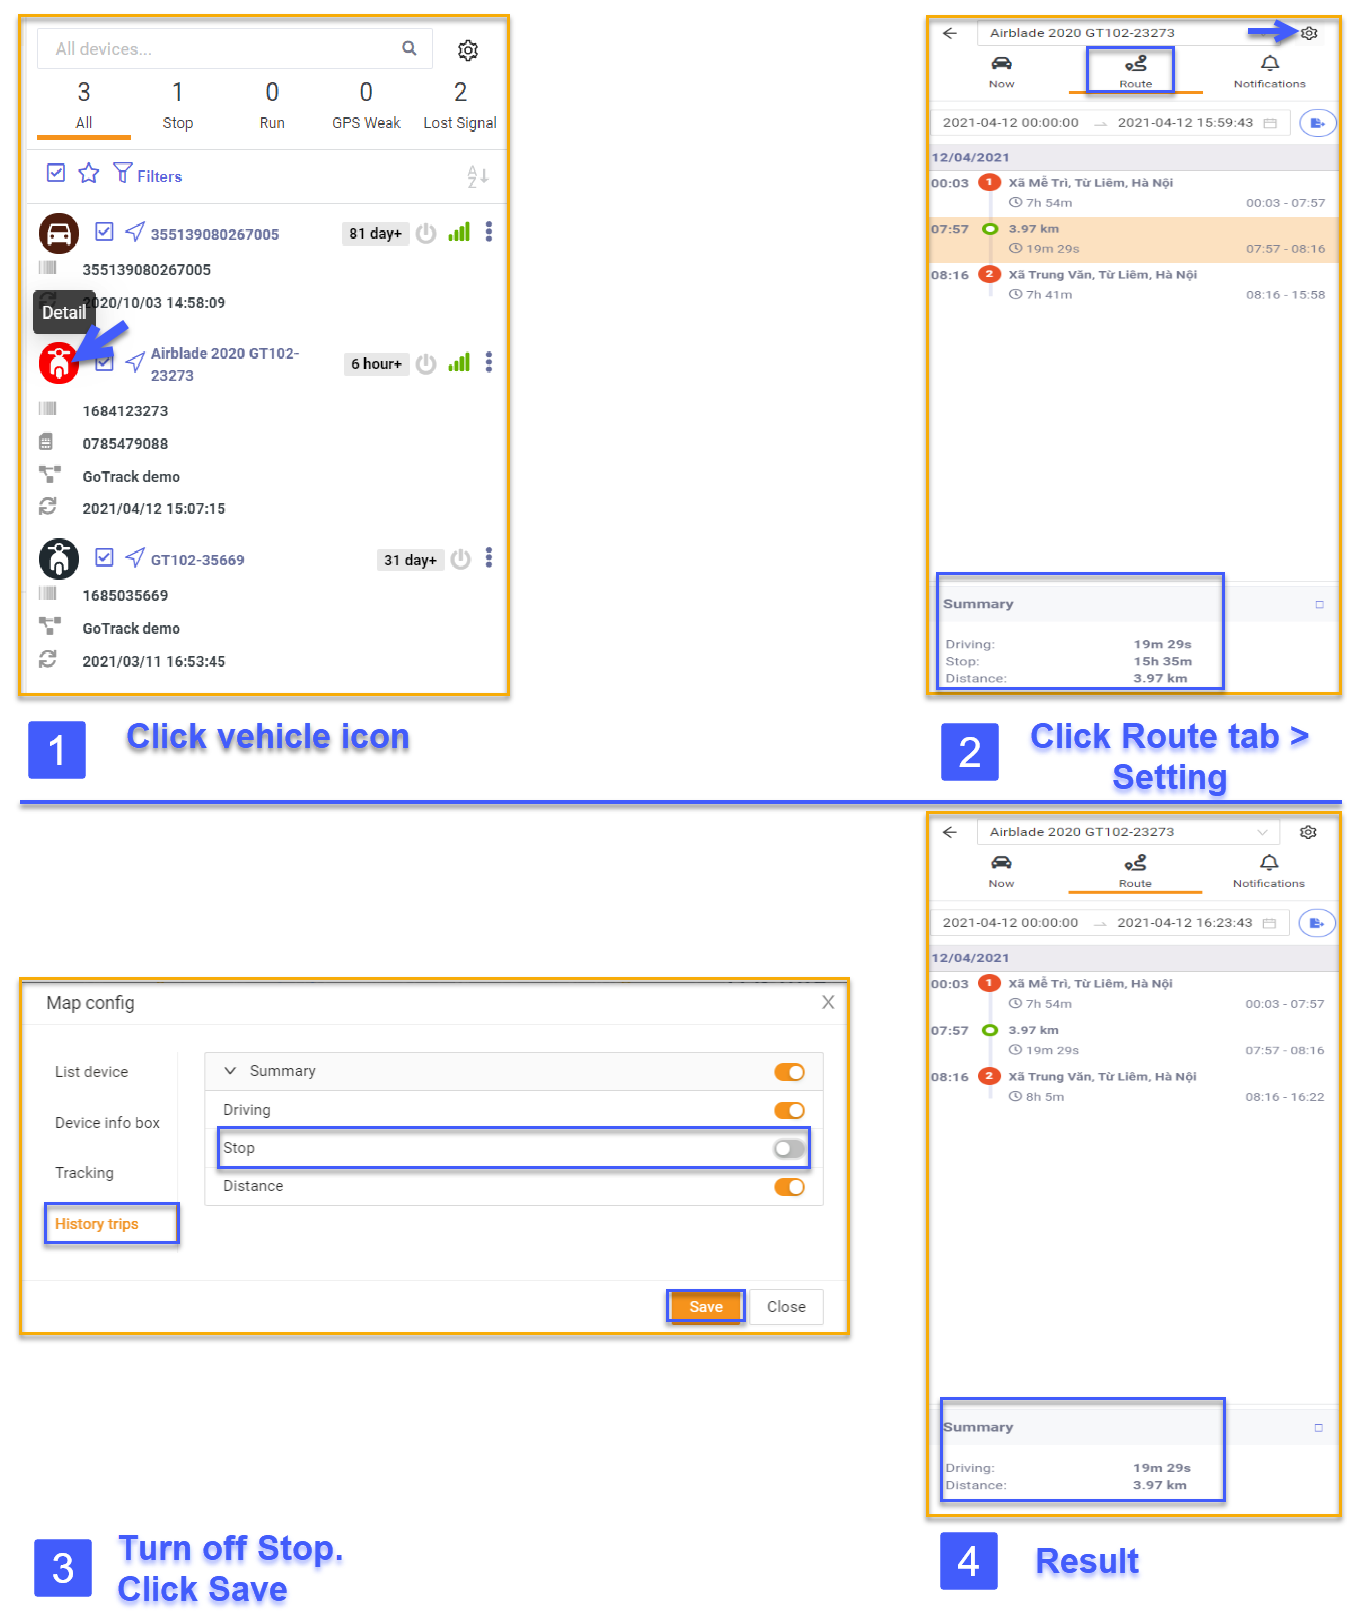 All devices...
3 1 0 0 2
All Stop Run GPS Weak Lost Signal
Filters
355139080267005 81 day+
355139080267005
2020/10/03 14:58:09
Detail
Airblade 2020 GT102-
23273
6 hour+
1684123273
0785479088
GoTrack demo
2021/04/12 15:07:15
GT102-35669 31 day+
1685035669
GoTrack demo
2021/03/11 16:53:45
1 Click vehicle icon
Airblade 2020 GT102-23273
Now Route Notifications
2021-04-12 00:00:00 → 2021-04-12 15:59:43
12/04/2021
00:03 1 Xã Mễ Trì, Từ Liêm, Hà Nội
7h 54m 00:03 - 07:57
07:57 3.97 km
19m 29s 07:57 - 08:16
08:16 2 Xã Trung Văn, Từ Liêm, Hà Nội
7h 41m 08:16 - 15:58
Summary
Driving: 19m 29s
Stop: 15h 35m
Distance: 3.97 km
2 Click Route tab >
Setting
Map config X
List device
Device info box
Tracking
History trips
Summary
Driving
Stop
Distance
Save Close
3 Turn off Stop.
Click Save
Airblade 2020 GT102-23273
Now Route Notifications
2021-04-12 00:00:00 → 2021-04-12 16:23:43
12/04/2021
00:03 1 Xã Mễ Trì, Từ Liêm, Hà Nội
7h 54m 00:03 - 07:57
07:57 3.97 km
19m 29s 07:57 - 08:16
08:16 2 Xã Trung Văn, Từ Liêm, Hà Nội
8h 5m 08:16 - 16:22
Summary
Driving: 19m 29s
Distance: 3.97 km
4 Result